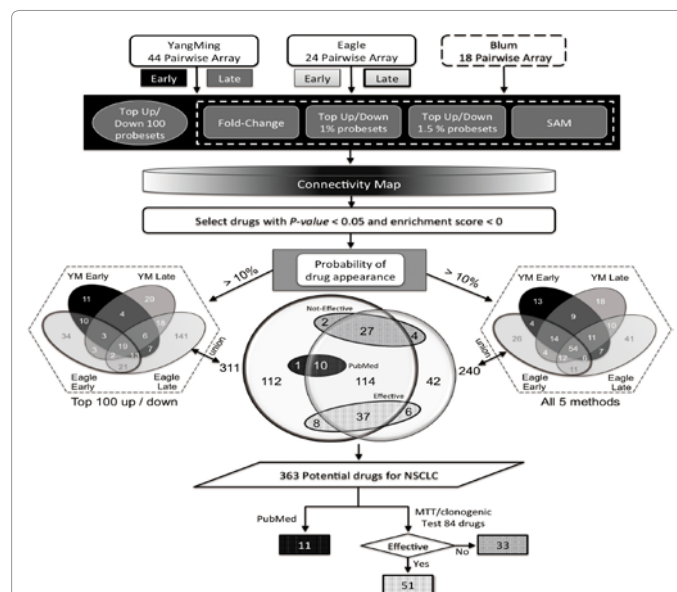 YangMing
44 Pairwise Array
Eagle
24 Pairwise Array
Blum
18 Pairwise Array
Early
Late
Early
Late
Top Up/
Down 100
probesets
Fold-Change
Top Up/Down
1% probesets
Top Up/Down
1.5 % probesets
SAM
Connectivity Map
Select drugs with P-value < 0.05 and enrichment score < 0
Probability of
drug appearance
> 10%
> 10%
YM Early
YM Late
11
20
4
10
18
34
3
6
141
3
19
7
2
21
Eagle
Early
Eagle
Late
Top 100 up / down
union
311
Not-Effective
2
27
4
1
10
PubMed
112
114
42
Effective
8
37
6
240
union
YM Early
YM Late
13
18
9
4
10
26
14
11
41
4
54
7
12
6
11
Eagle
Early
Eagle
Late
All 5 methods
363 Potential drugs for NSCLC
PubMed
MTT/clonogenic
Test 84 drugs
11
Effective
No
33
Yes
51